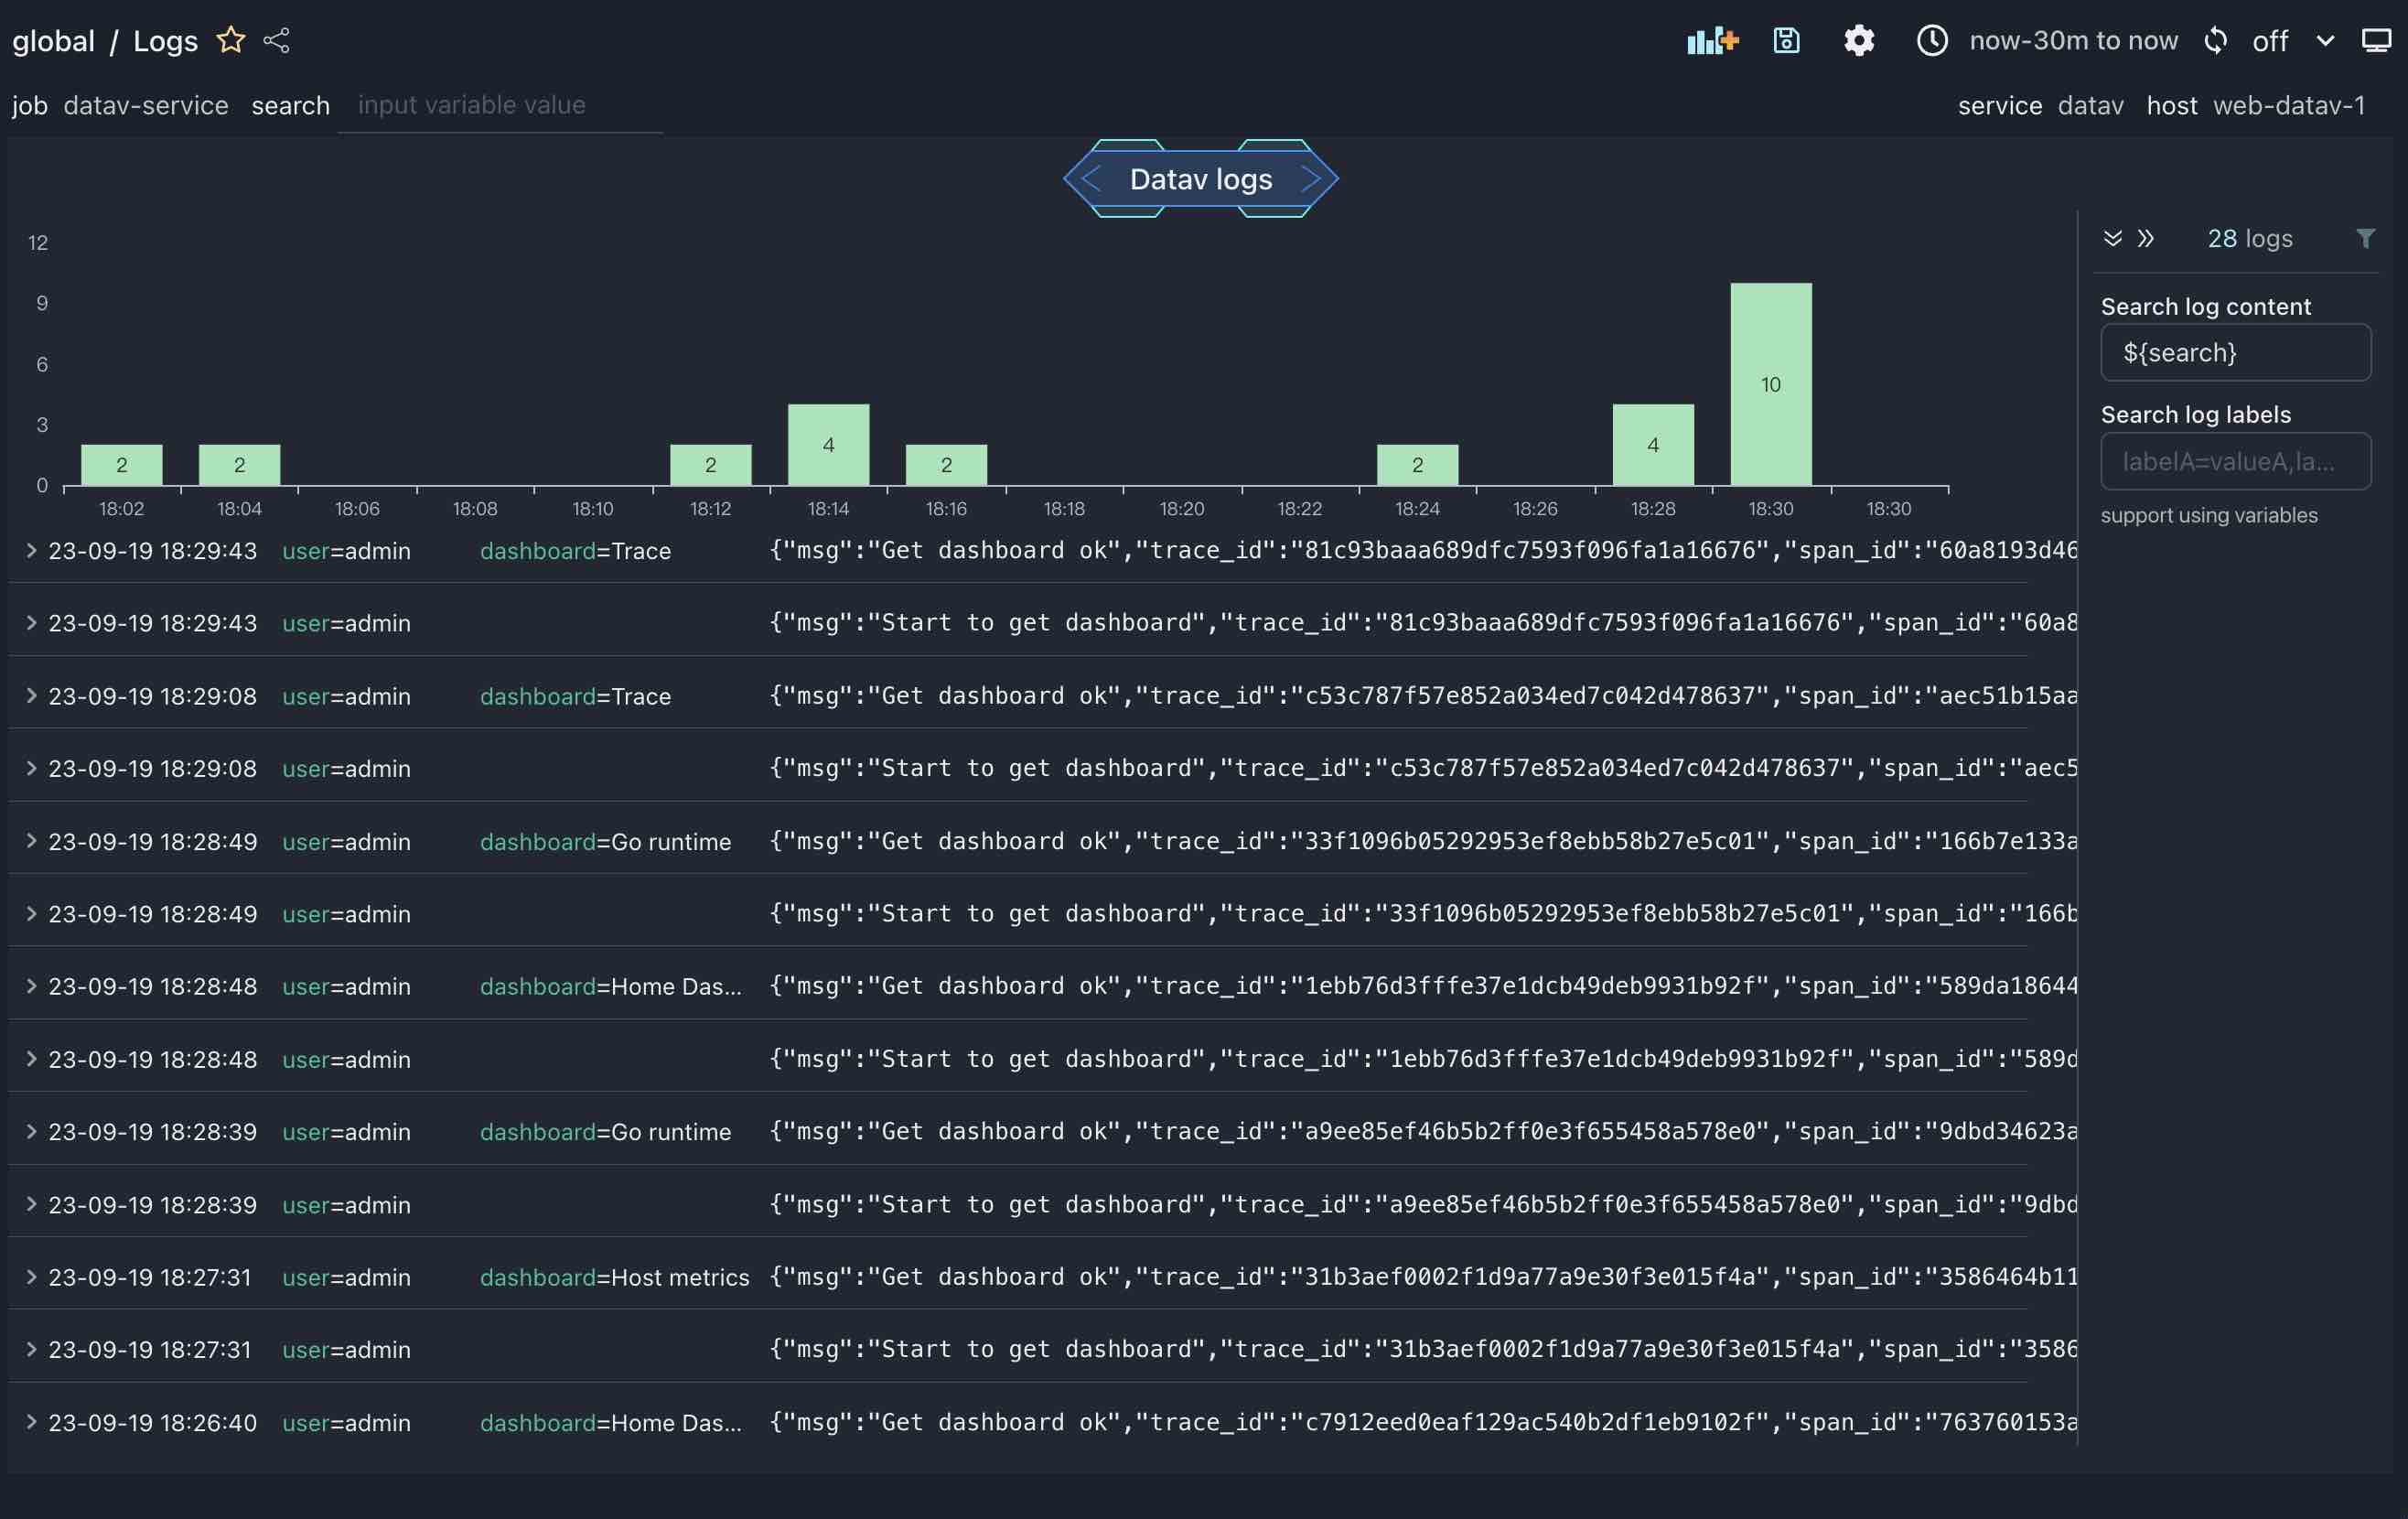 global / Logs now-30m to now off
job datav-service search input variable value service datav host web-datav-1
Datav logs
28 logs
Search log content
${search}
Search log labels
labelA=valueA,la...
support using variables
12
9
6
3
0
2 2 2 4 2 2 4 10
18:02 18:04 18:06 18:08 18:10 18:12 18:14 18:16 18:18 18:20 18:22 18:24 18:26 18:28 18:30 18:30
23-09-19 18:29:43 user=admin dashboard=Trace {"msg":"Get dashboard ok","trace_id":"81c93baaa689dfc7593f096fa1a16676","span_id":"60a8193d46
23-09-19 18:29:43 user=admin {"msg":"Start to get dashboard","trace_id":"81c93baaa689dfc7593f096fa1a16676","span_id":"60a8
23-09-19 18:29:08 user=admin dashboard=Trace {"msg":"Get dashboard ok","trace_id":"c53c787f57e852a034ed7c042d478637","span_id":"aec51b15aa
23-09-19 18:29:08 user=admin {"msg":"Start to get dashboard","trace_id":"c53c787f57e852a034ed7c042d478637","span_id":"aec5
23-09-19 18:28:49 user=admin dashboard=Go runtime {"msg":"Get dashboard ok","trace_id":"33f1096b05292953ef8ebb58b27e5c01","span_id":"166b7e133a
23-09-19 18:28:49 user=admin {"msg":"Start to get dashboard","trace_id":"33f1096b05292953ef8ebb58b27e5c01","span_id":"166b
23-09-19 18:28:48 user=admin dashboard=Home Das... {"msg":"Get dashboard ok","trace_id":"1ebb76d3fffe37e1dcb49deb9931b92f","span_id":"589da18644
23-09-19 18:28:48 user=admin {"msg":"Start to get dashboard","trace_id":"1ebb76d3fffe37e1dcb49deb9931b92f","span_id":"589d
23-09-19 18:28:39 user=admin dashboard=Go runtime {"msg":"Get dashboard ok","trace_id":"a9ee85ef46b5b2ff0e3f655458a578e0","span_id":"9dbd34623a
23-09-19 18:28:39 user=admin {"msg":"Start to get dashboard","trace_id":"a9ee85ef46b5b2ff0e3f655458a578e0","span_id":"9dbd
23-09-19 18:27:31 user=admin dashboard=Host metrics {"msg":"Get dashboard ok","trace_id":"31b3aef0002f1d9a77a9e30f3e015f4a","span_id":"3586464b11
23-09-19 18:27:31 user=admin {"msg":"Start to get dashboard","trace_id":"31b3aef0002f1d9a77a9e30f3e015f4a","span_id":"3586
23-09-19 18:26:40 user=admin dashboard=Home Das... {"msg":"Get dashboard ok","trace_id":"c7912eed0eaf129ac540b2df1eb9102f","span_id":"763760153a